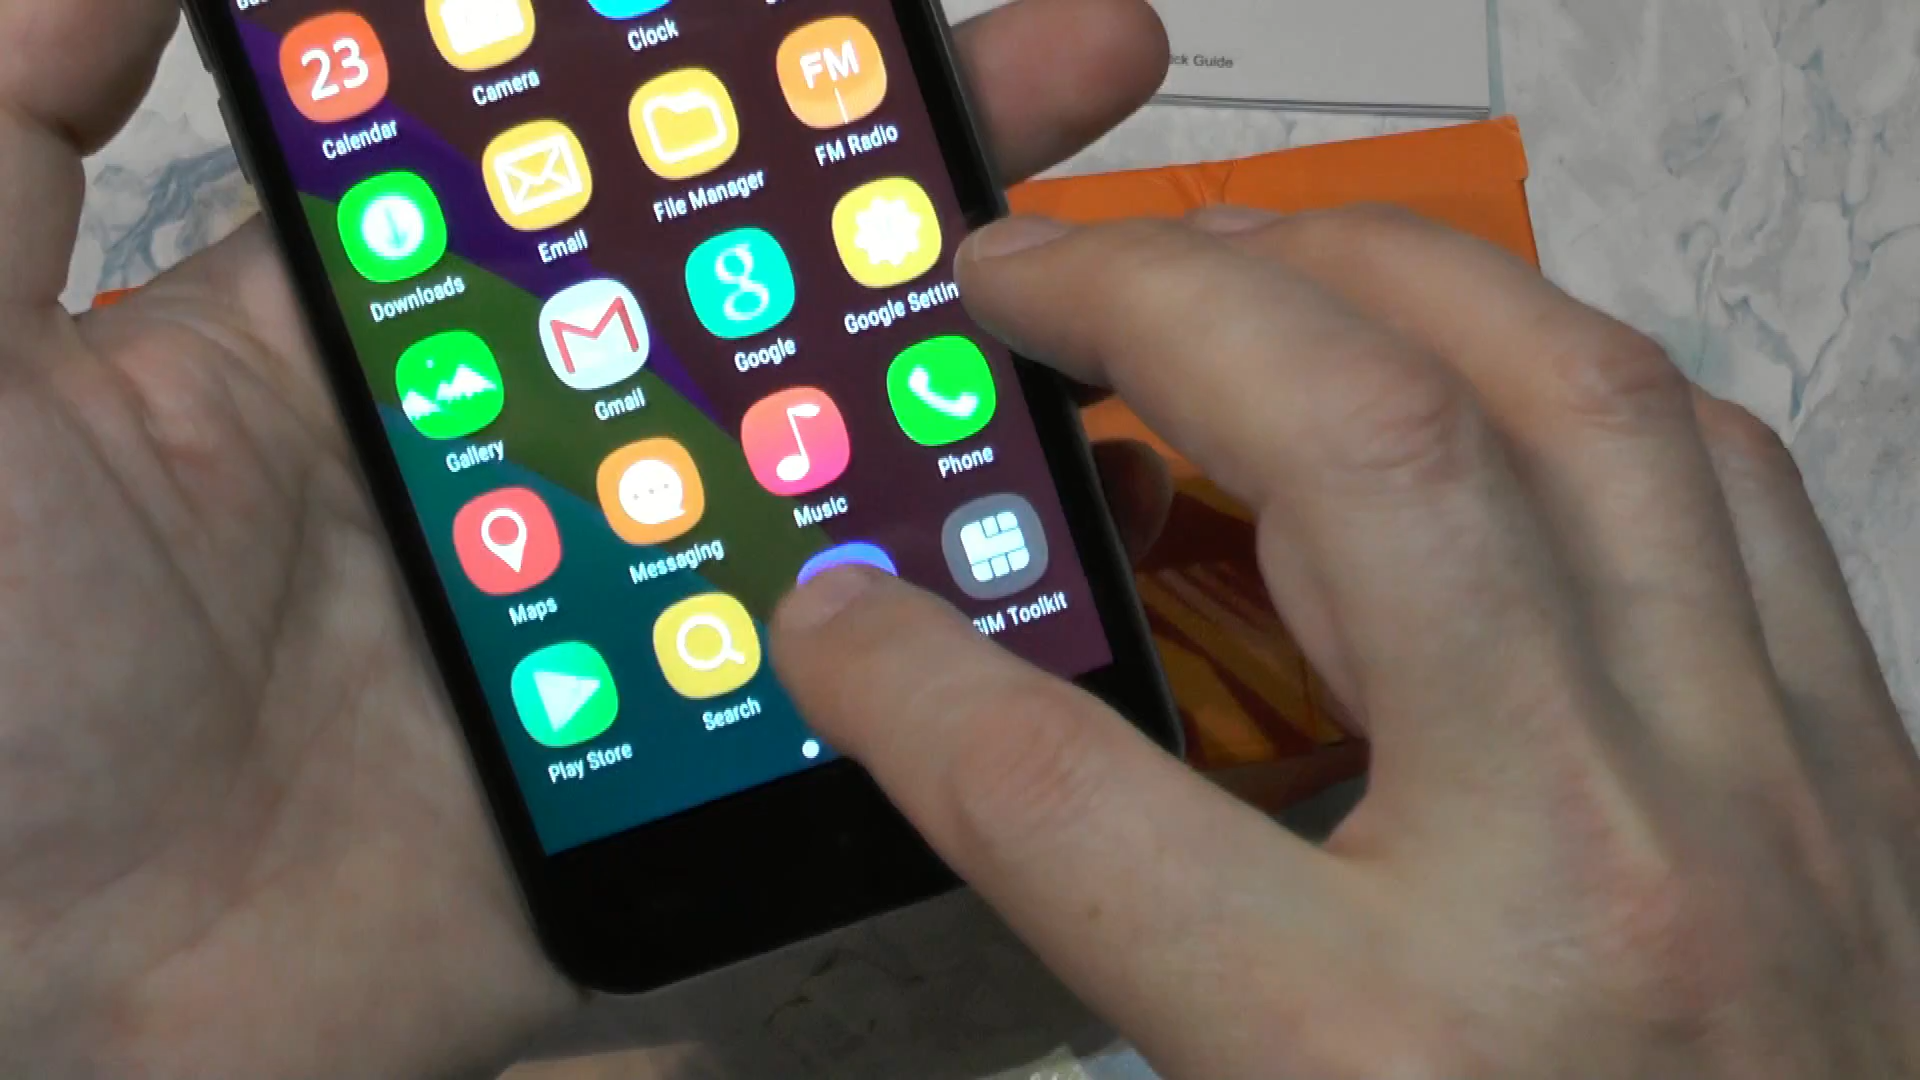 Clock
23
Camera
FM
Calendar
File Manager
FM Radio
Email
Downloads
g
Google
Google Settin
Gmail
Gallery
Music
Phone
Messaging
Maps
SIM Toolkit
Search
Play Store
ick Guide